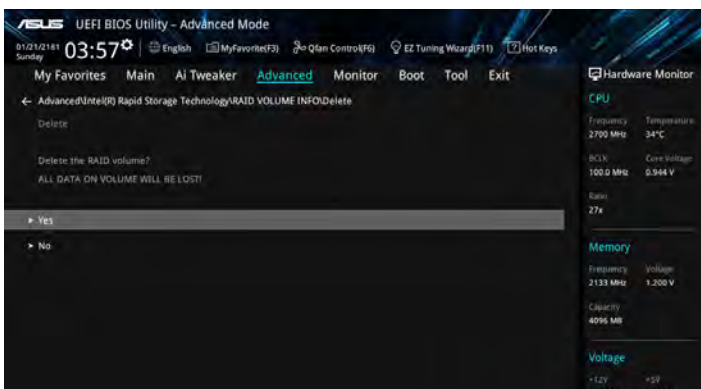 ASUS UEFI BIOS Utility – Advanced Mode
01/21/2181 Sunday 03:57 English MyFavorite(F3) Qfan Control(F6) EZ Tuning Wizard(F11) ? Hot Keys
My Favorites Main Ai Tweaker Advanced Monitor Boot Tool Exit
Hardware Monitor
← Advanced\Intel(R) Rapid Storage Technology\RAID VOLUME INFO\Delete
Delete
Delete the RAID volume?
ALL DATA ON VOLUME WILL BE LOST!
Yes
No
CPU
Frequency Temperature
2700 MHz 34°C
BCLK Core Voltage
100.0 MHz 0.944 V
Ratio
27x
Memory
Frequency Voltage
2133 MHz 1.200 V
Capacity
4096 MB
Voltage
+12V +5V